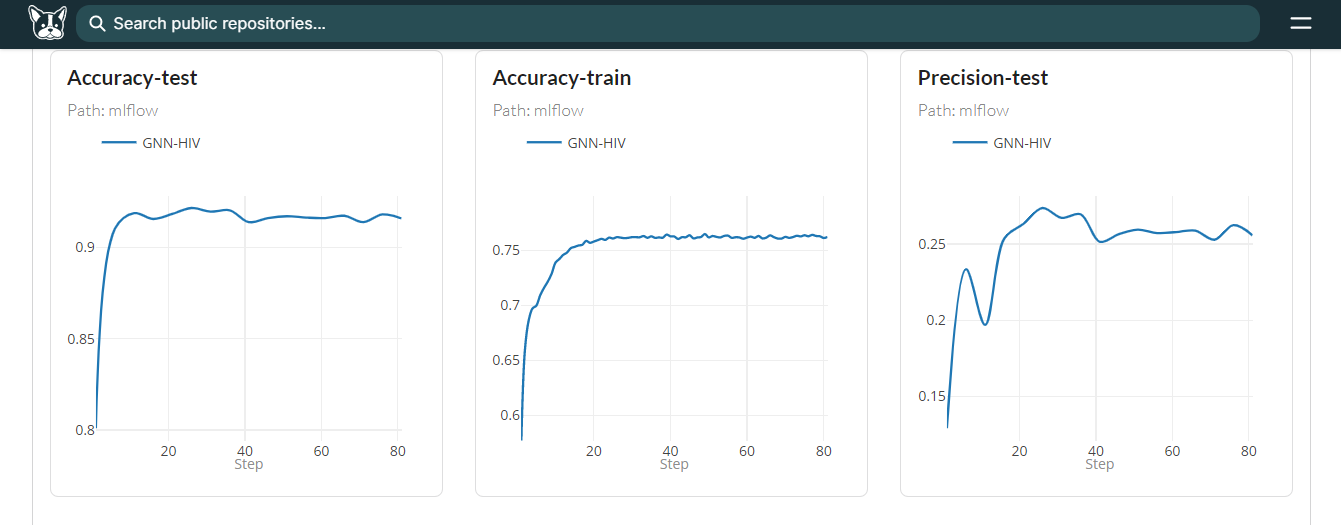 Search public repositories...
Accuracy-test
Path: mlflow
GNN-HIV
0.9
0.85
0.8
20 40 60 80
Step
Accuracy-train
Path: mlflow
GNN-HIV
0.75
0.7
0.65
0.6
20 40 60 80
Step
Precision-test
Path: mlflow
GNN-HIV
0.25
0.2
0.15
20 40 60 80
Step